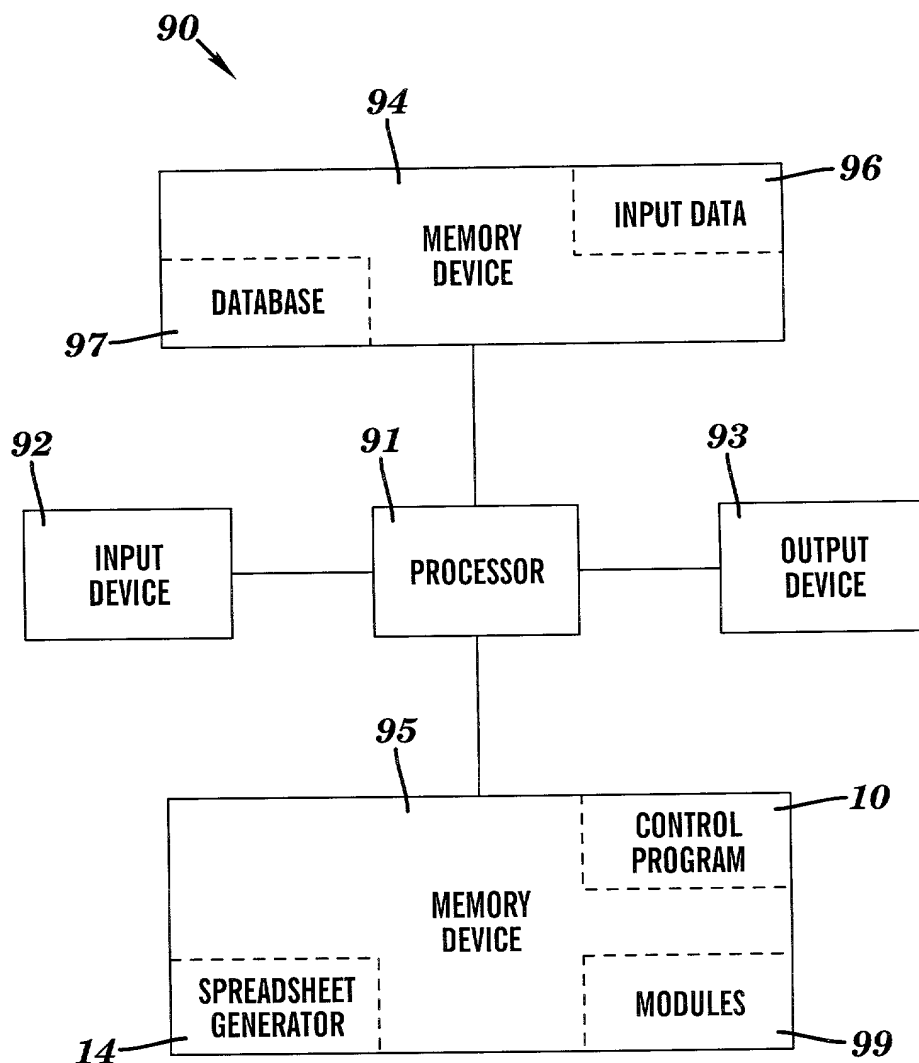 90
94
96
INPUT DATA
MEMORY
DEVICE
DATABASE
97
92
91
93
INPUT
DEVICE
PROCESSOR
OUTPUT
DEVICE
95
10
CONTROL
PROGRAM
MEMORY
DEVICE
SPREADSHEET
GENERATOR
MODULES
14
99